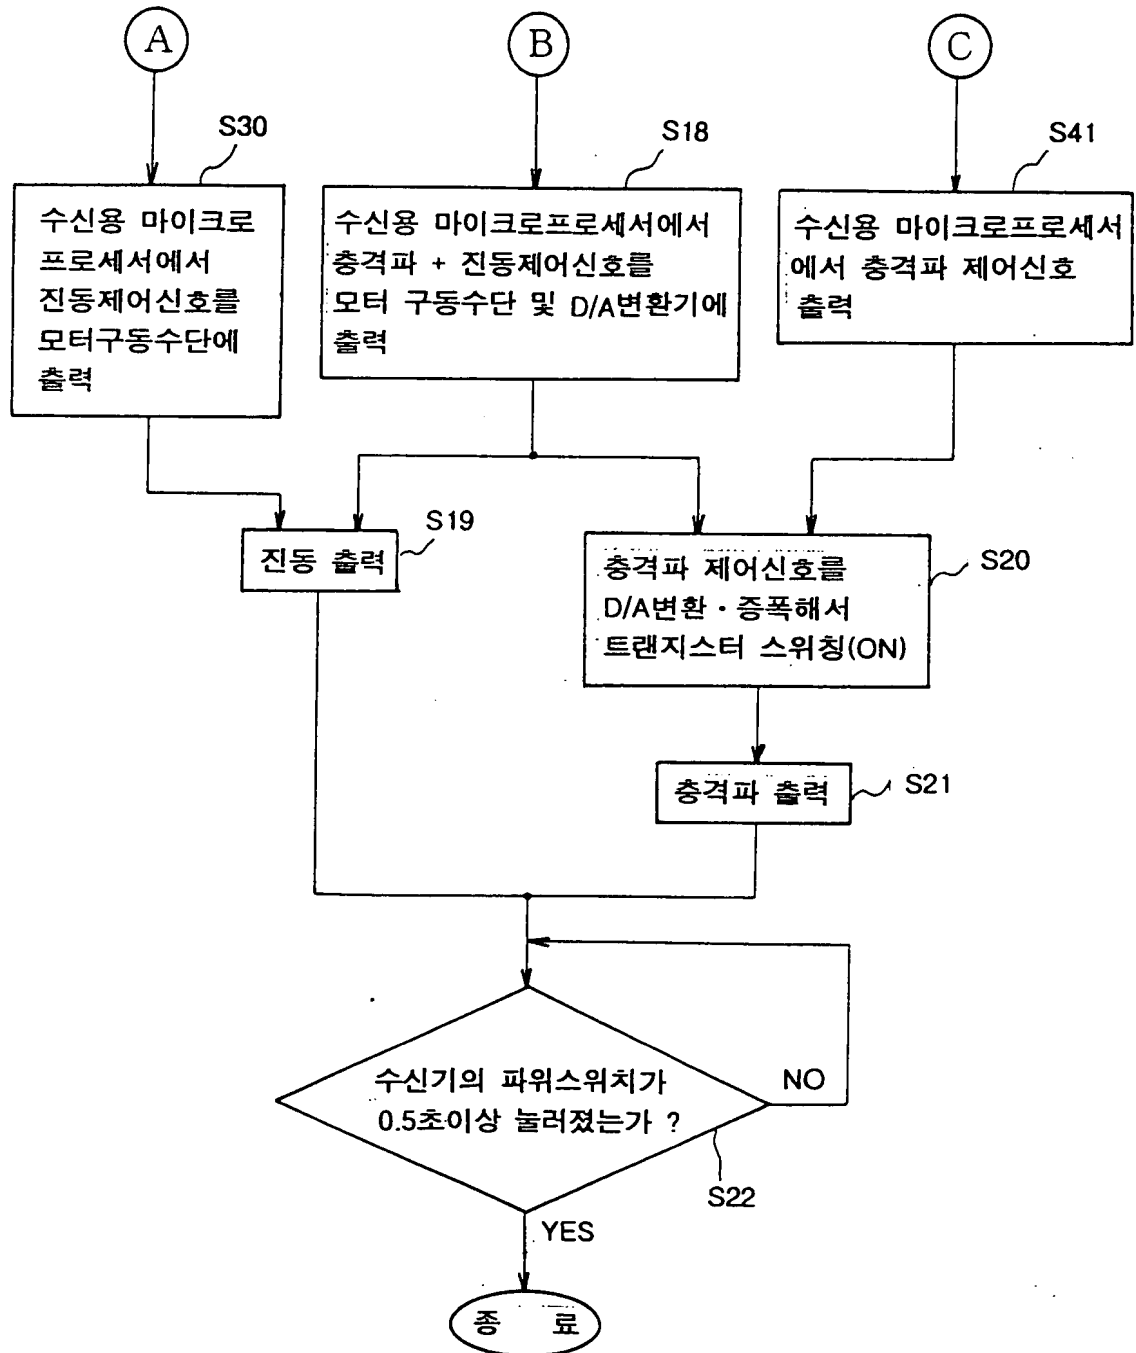 A
B
C
S30
S18
S41
수신용 마이크로
프로세서에서
진동제어신호를
모터구동수단에
출력
수신용 마이크로프로세서에서
충격파 + 진동제어신호를
모터 구동수단 및 D/A변환기에
출력
수신용 마이크로프로세서
에서 충격파 제어신호
출력
S19
진동 출력
S20
충격파 제어신호를
D/A변환·증폭해서
트랜지스터 스위칭(ON)
충격파 출력
S21
수신기의 파워스위치가
0.5초이상 눌러졌는가 ?
NO
S22
YES
종 료